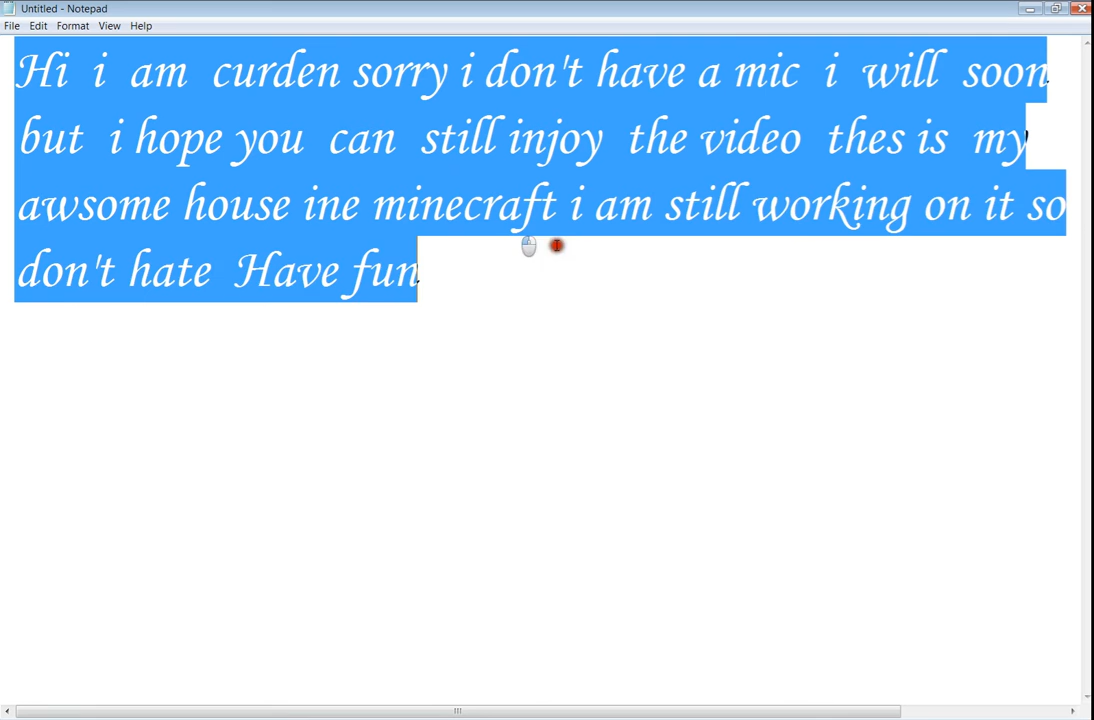 Untitled - Notepad
File Edit Format View Help
Hi i am curden sorry i don't have a mic i will soon
but i hope you can still injoy the video thes is my
awsome house ine minecraft i am still working on it so
don't hate Have fun